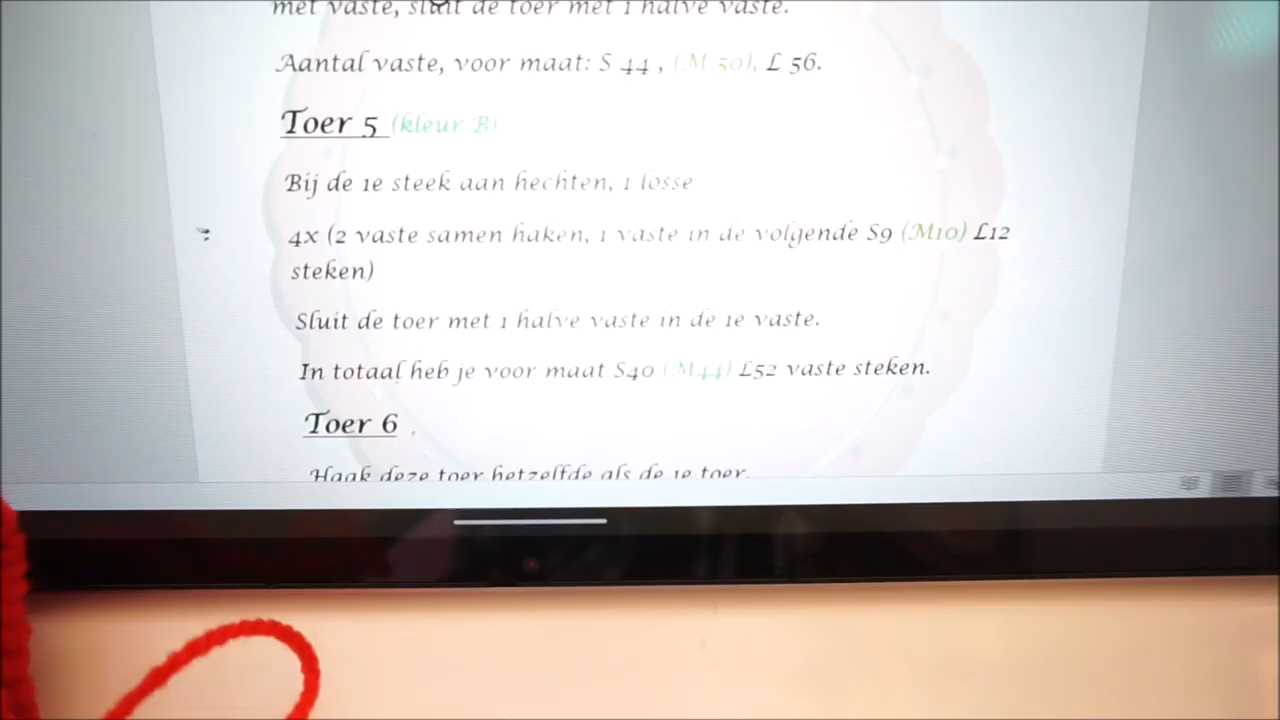 met vaste, sluit de toer met 1 halve vaste.
Aantal vaste, voor maat: S 44 , (M 50), L 56.
Toer 5 (kleur B)
Bij de 1e steek aan hechten, 1 losse
4x (2 vaste samen haken, 1 vaste in de volgende S9 (M10) L12
steken)
Sluit de toer met 1 halve vaste in de 1e vaste.
In totaal heb je voor maat S40 (M44) L52 vaste steken.
Toer 6
Haak deze toer hetzelfde als de 1e toer.